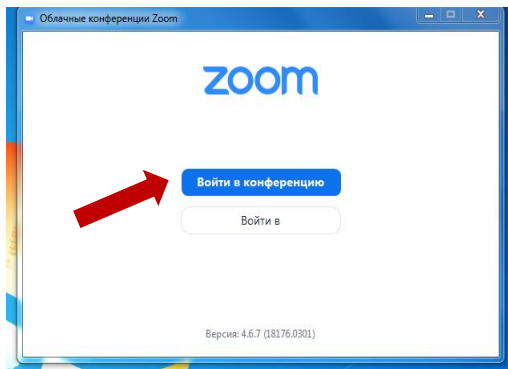 Облачные конференции Zoom
zoom
Войти в конференцию
Войти в
Версия: 4.6.7 (18176.0301)